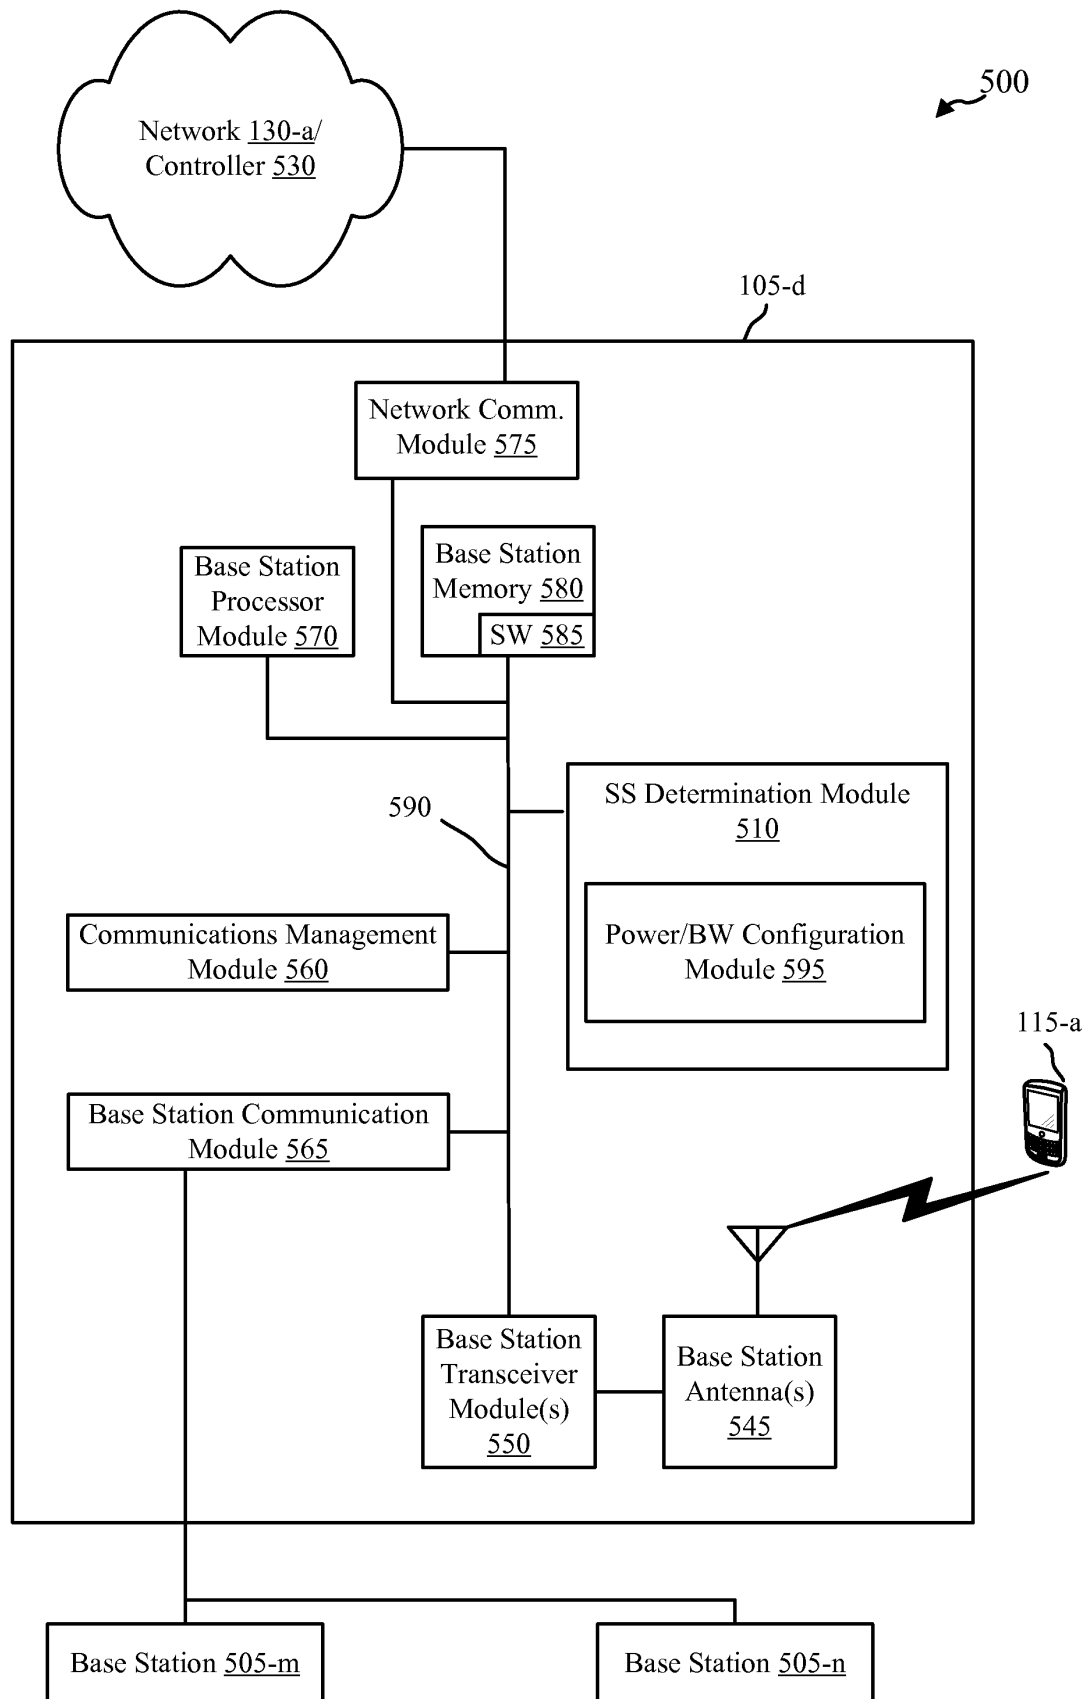 500
Network 130-a/
Controller 530
105-d
Network Comm.
Module 575
Base Station
Processor
Module 570
Base Station
Memory 580
SW 585
SS Determination Module
510
590
Power/BW Configuration
Module 595
Communications Management
Module 560
115-a
Base Station Communication
Module 565
Base Station
Transceiver
Module(s)
550
Base Station
Antenna(s)
545
Base Station 505-m
Base Station 505-n